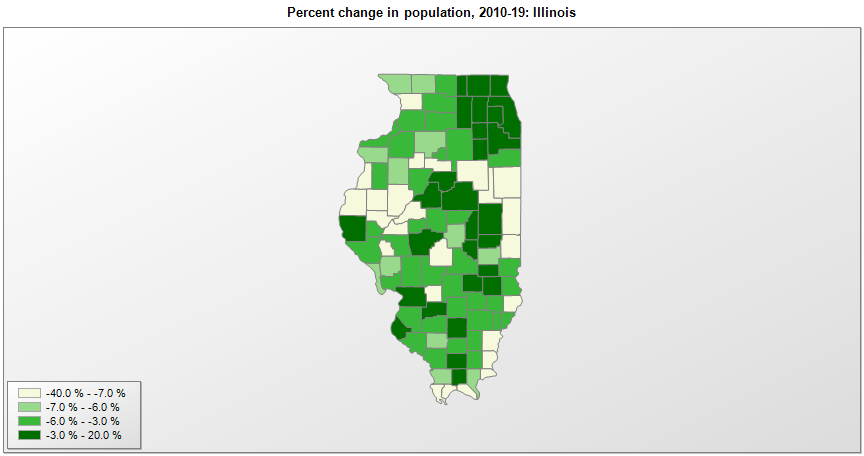 Percent change in population, 2010-19: Illinois
-40.0 % - -7.0 %
-7.0 % - -6.0 %
-6.0 % - -3.0 %
-3.0 % - 20.0 %